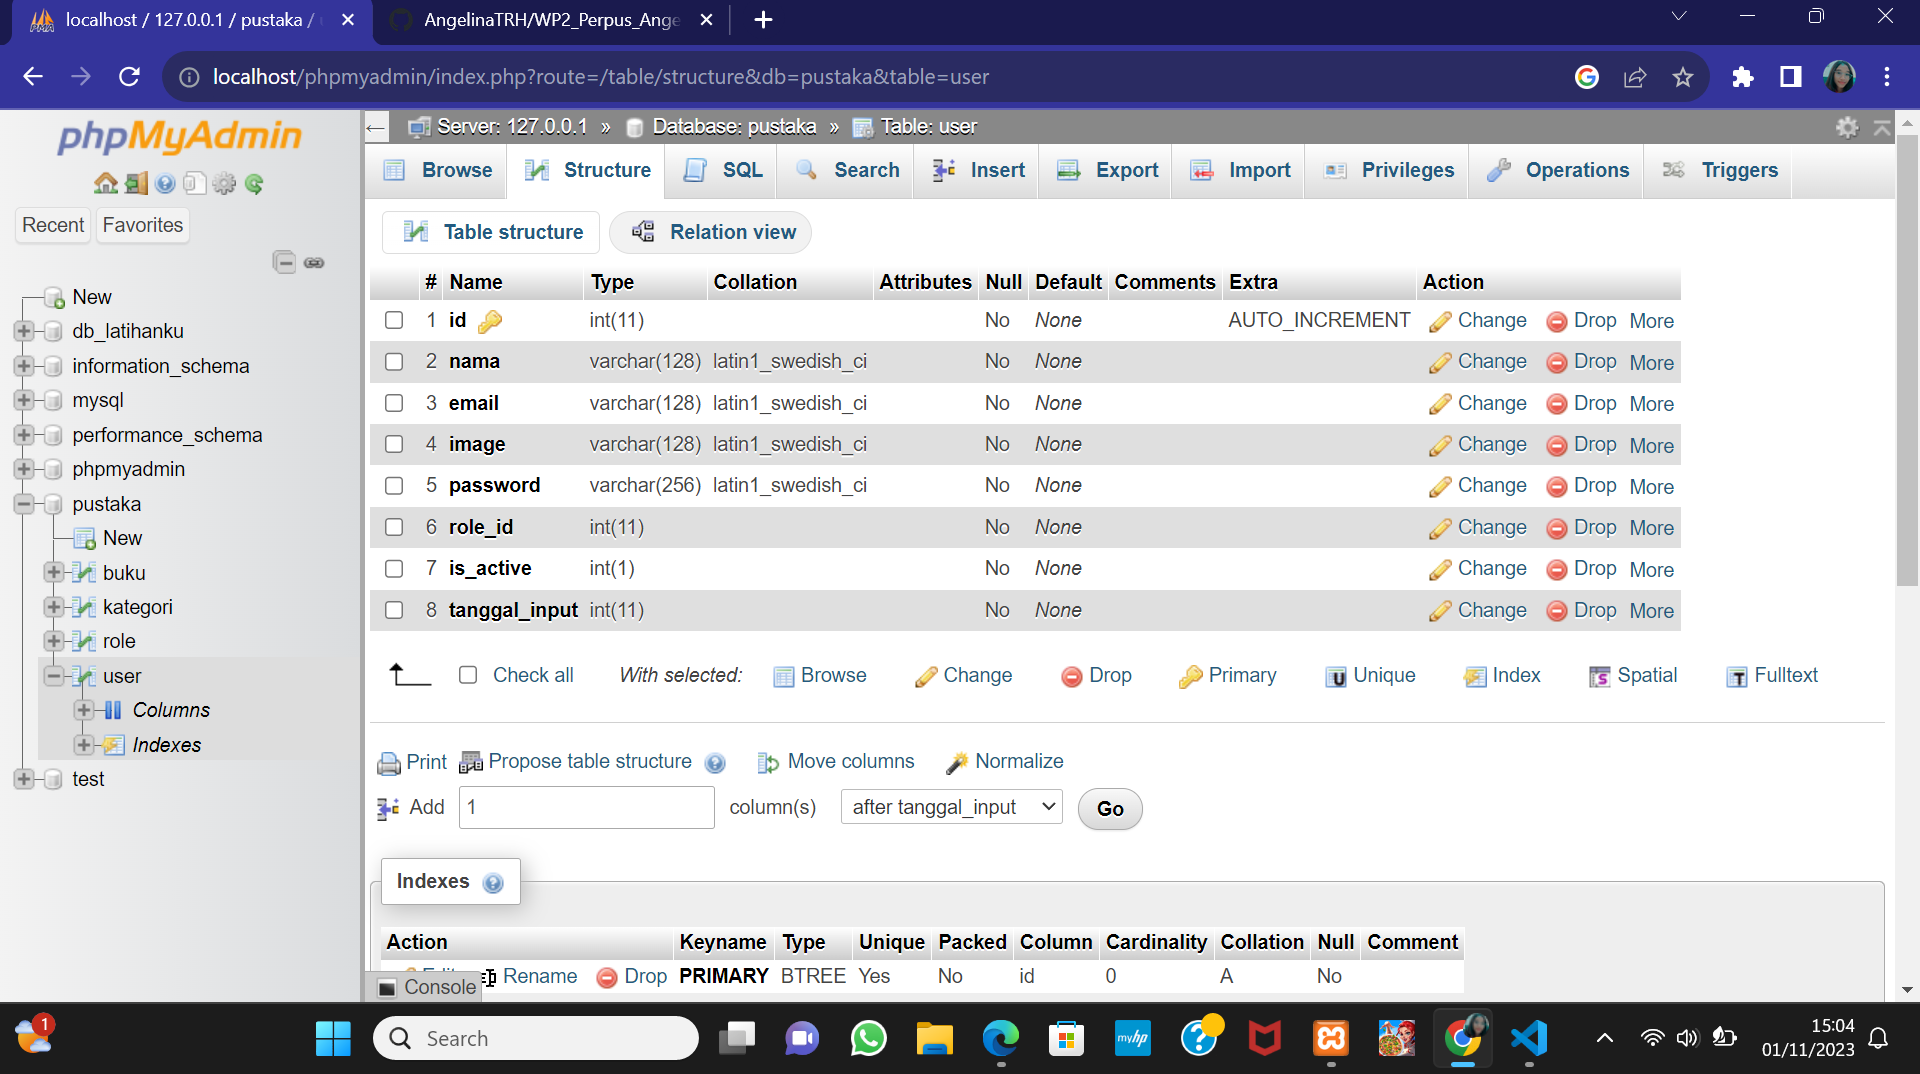 localhost / 127.0.0.1 / pustaka /
AngelinaTRH/WP2_Perpus_Ange
localhost/phpmyadmin/index.php?route=/table/structure&db=pustaka&table=user
phpMyAdmin
Recent Favorites
New
db_latihanku
information_schema
mysql
performance_schema
phpmyadmin
pustaka
New
buku
kategori
role
user
Columns
Indexes
test
Server: 127.0.0.1 » Database: pustaka » Table: user
Browse Structure SQL Search Insert Export Import Privileges Operations Triggers
Table structure Relation view
# Name Type Collation Attributes Null Default Comments Extra Action
1 id int(11) No None AUTO_INCREMENT Change Drop More
2 nama varchar(128) latin1_swedish_ci No None Change Drop More
3 email varchar(128) latin1_swedish_ci No None Change Drop More
4 image varchar(128) latin1_swedish_ci No None Change Drop More
5 password varchar(256) latin1_swedish_ci No None Change Drop More
6 role_id int(11) No None Change Drop More
7 is_active int(1) No None Change Drop More
8 tanggal_input int(11) No None Change Drop More
Check all With selected: Browse Change Drop Primary Unique Index Spatial Fulltext
Print Propose table structure Move columns Normalize
Add 1 column(s) after tanggal_input Go
Indexes
Action Keyname Type Unique Packed Column Cardinality Collation Null Comment
Edit Rename Drop PRIMARY BTREE Yes No id 0 A No
Console
1
Search
myhp
15:04
01/11/2023